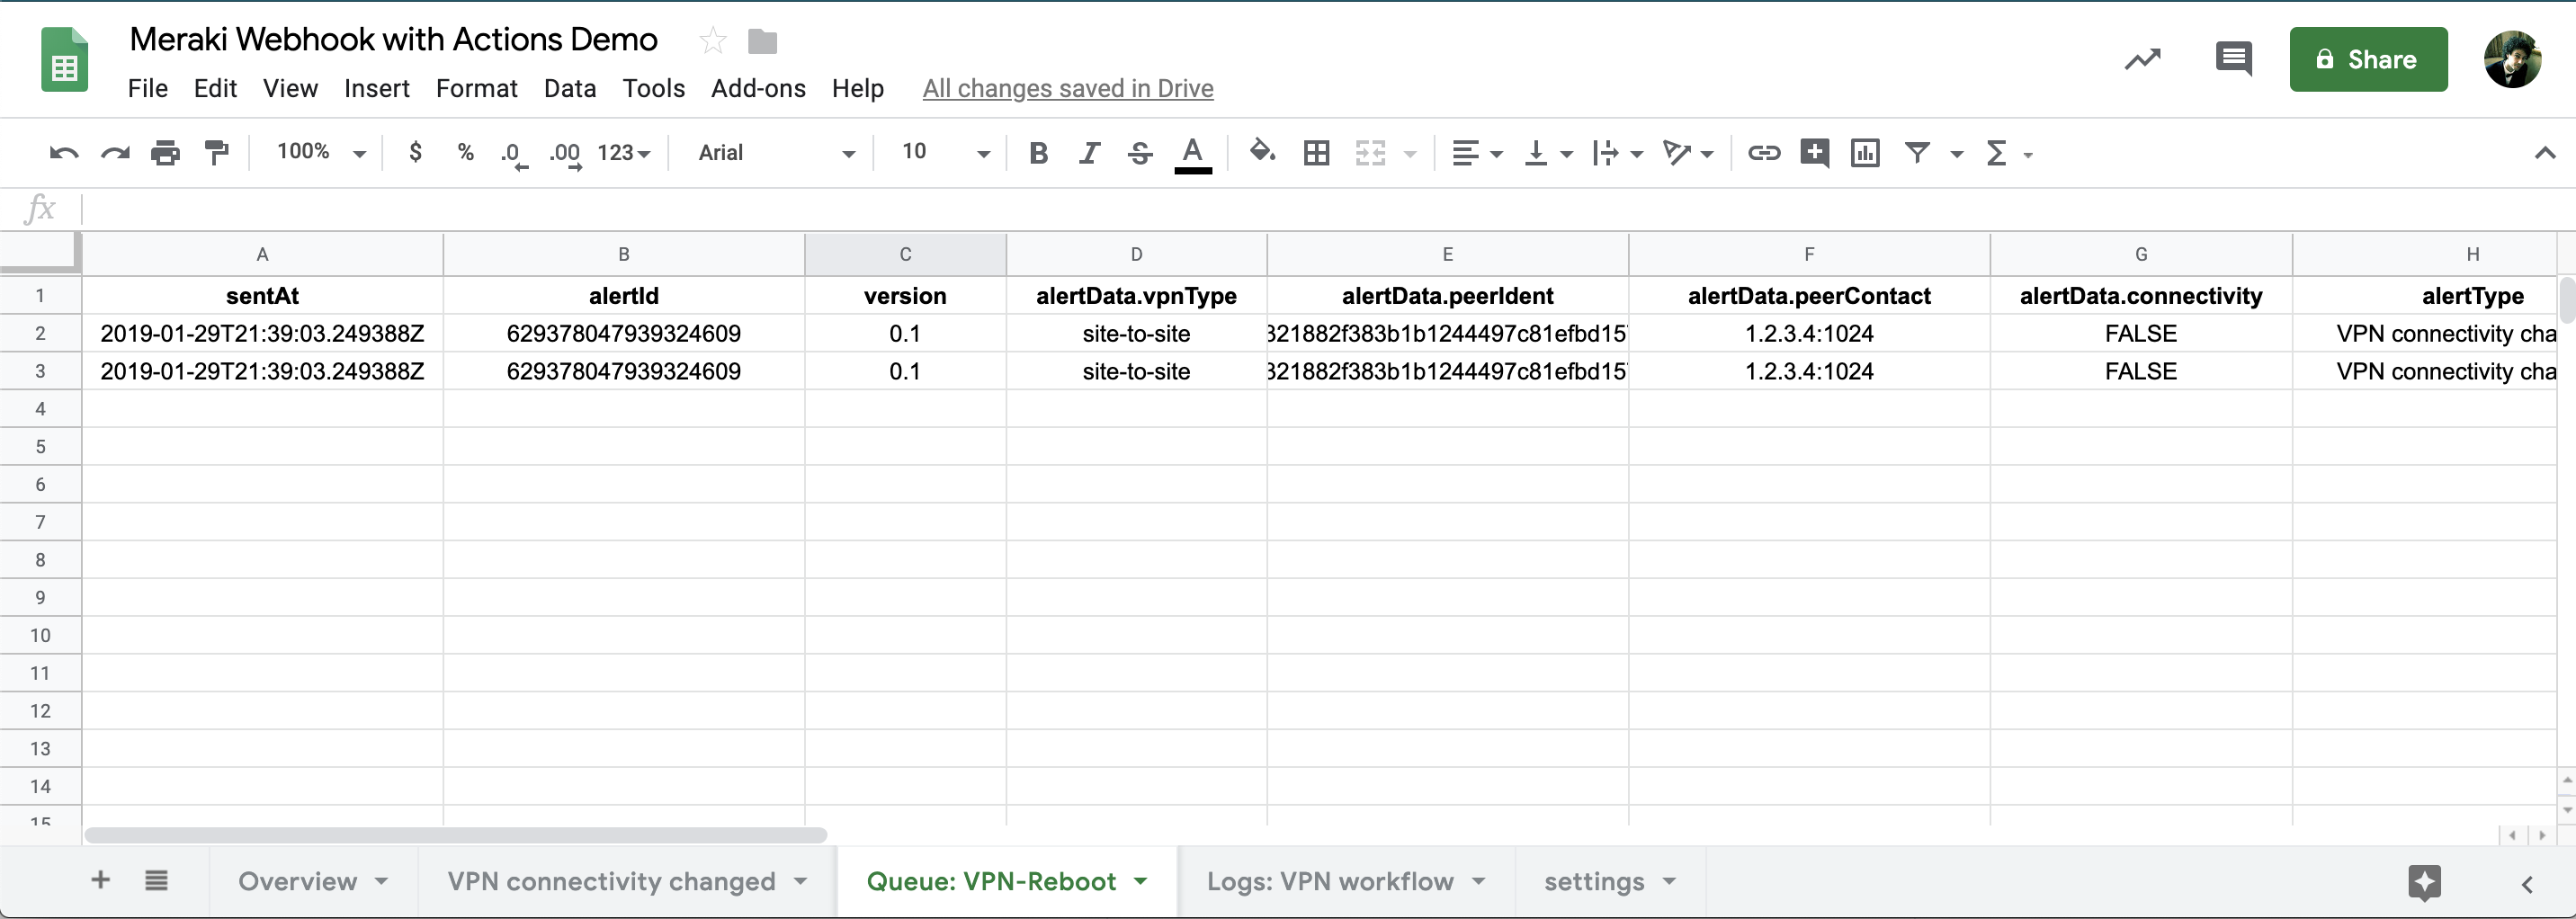 Meraki Webhook with Actions Demo
File Edit View Insert Format Data Tools Add-ons Help All changes saved in Drive
Share
100% $ % .0 .00 123 Arial 10 B I S A Σ
fx
A B C D E F G H
1 sentAt alertId version alertData.vpnType alertData.peerIdent alertData.peerContact alertData.connectivity alertType
2 2019-01-29T21:39:03.249388Z 629378047939324609 0.1 site-to-site 321882f383b1b1244497c81efbd15 1.2.3.4:1024 FALSE VPN connectivity cha
3 2019-01-29T21:39:03.249388Z 629378047939324609 0.1 site-to-site 321882f383b1b1244497c81efbd15 1.2.3.4:1024 FALSE VPN connectivity cha
4
5
6
7
8
9
10
11
12
13
14
15
Overview VPN connectivity changed Queue: VPN-Reboot Logs: VPN workflow settings